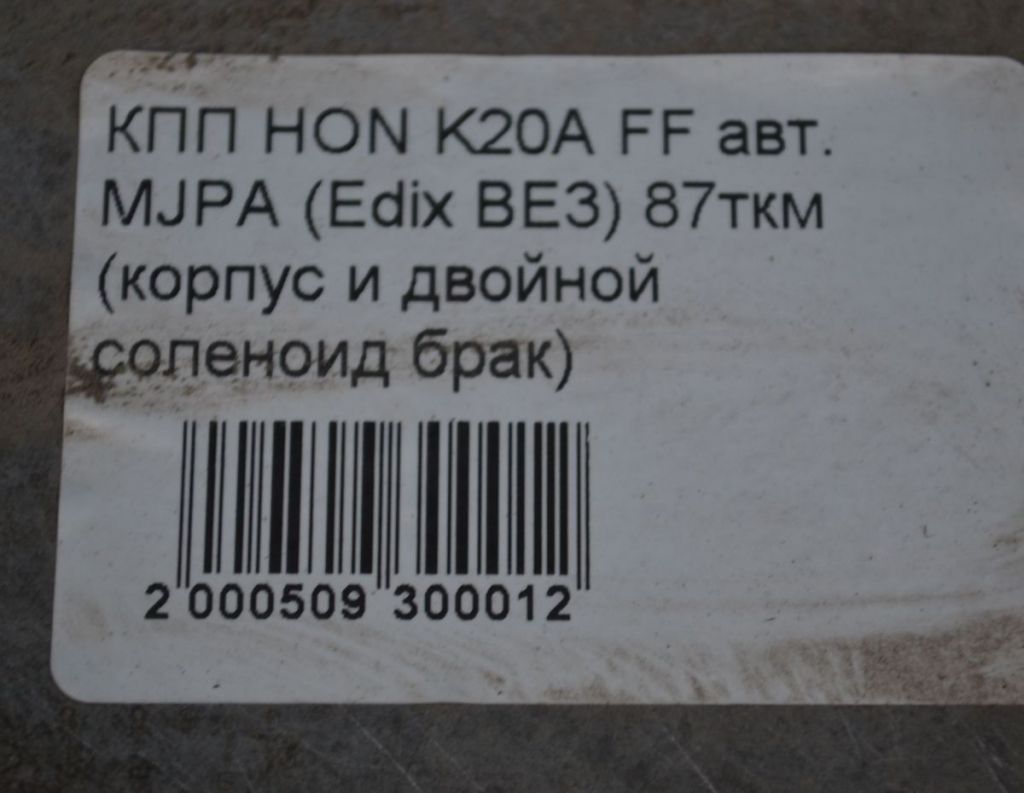 КПП HON K20A FF авт.
MJPA (Edix BE3) 87ткм
(корпус и двойной
соленоид брак)
2 000509 300012